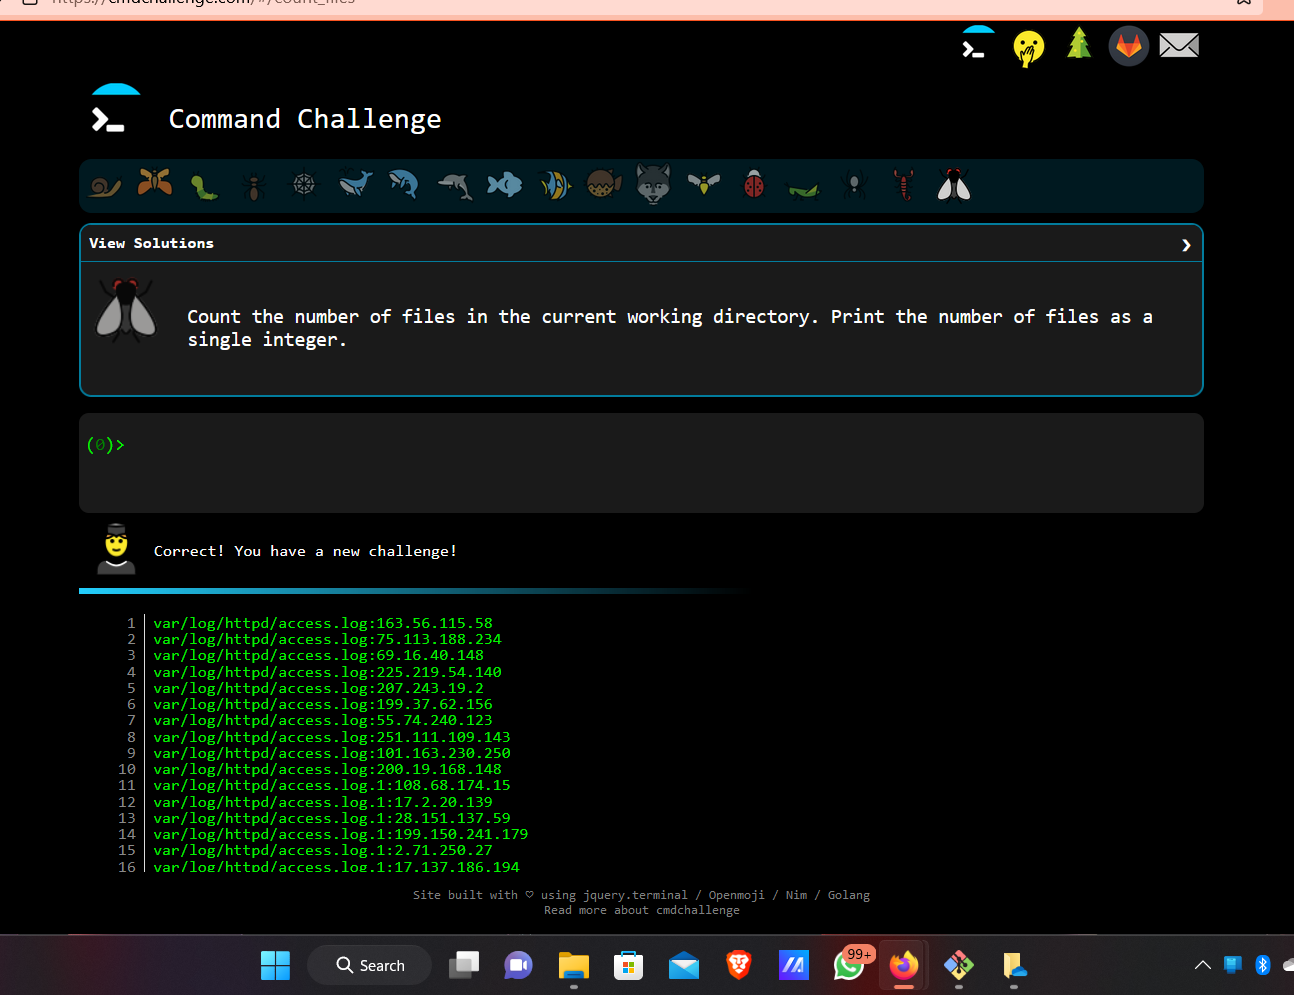 https://cmdchallenge.com/#/count_files
Command Challenge
View Solutions
Count the number of files in the current working directory. Print the number of files as a
single integer.
(0)>
Correct! You have a new challenge!
1 var/log/httpd/access.log:163.56.115.58
2 var/log/httpd/access.log:75.113.188.234
3 var/log/httpd/access.log:69.16.40.148
4 var/log/httpd/access.log:225.219.54.140
5 var/log/httpd/access.log:207.243.19.2
6 var/log/httpd/access.log:199.37.62.156
7 var/log/httpd/access.log:55.74.240.123
8 var/log/httpd/access.log:251.111.109.143
9 var/log/httpd/access.log:101.163.230.250
10 var/log/httpd/access.log:200.19.168.148
11 var/log/httpd/access.log.1:108.68.174.15
12 var/log/httpd/access.log.1:17.2.20.139
13 var/log/httpd/access.log.1:28.151.137.59
14 var/log/httpd/access.log.1:199.150.241.179
15 var/log/httpd/access.log.1:2.71.250.27
16 var/log/httpd/access.log.1:17.137.186.194
Site built with ♡ using jquery.terminal / Openmoji / Nim / Golang
Read more about cmdchallenge
Search
99+